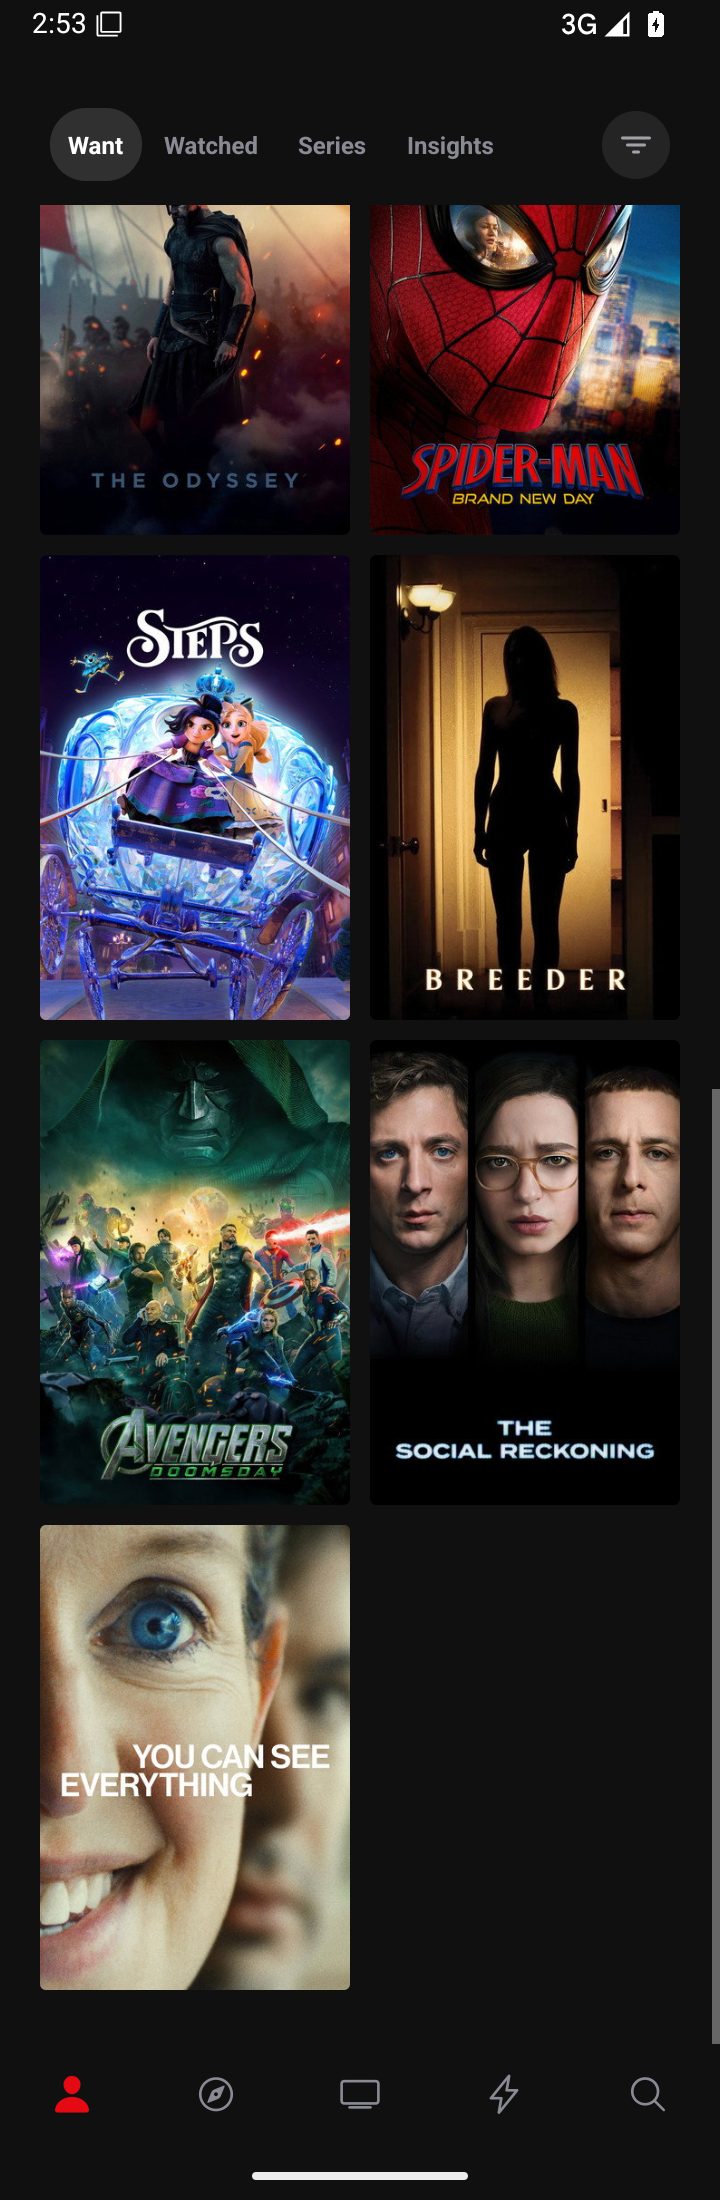 2:53
3G
Want
Watched
Series
Insights
THE ODYSSEY
SPIDER-MAN
BRAND NEW DAY
STEPS
BREEDER
AVENGERS
DOOMSDAY
THE
SOCIAL RECKONING
YOU CAN SEE
EVERYTHING